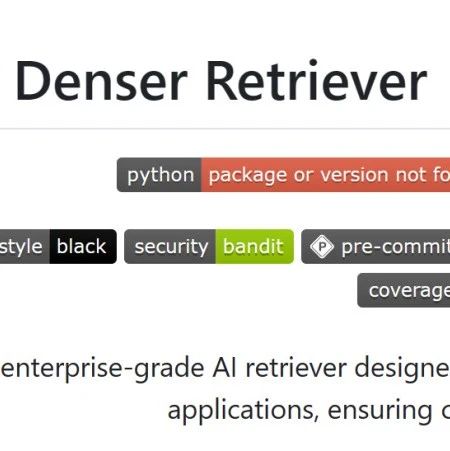 Denser Retriever
python package or version not fo
style black security bandit pre-commit
coverage
enterprise-grade AI retriever designe
applications, ensuring